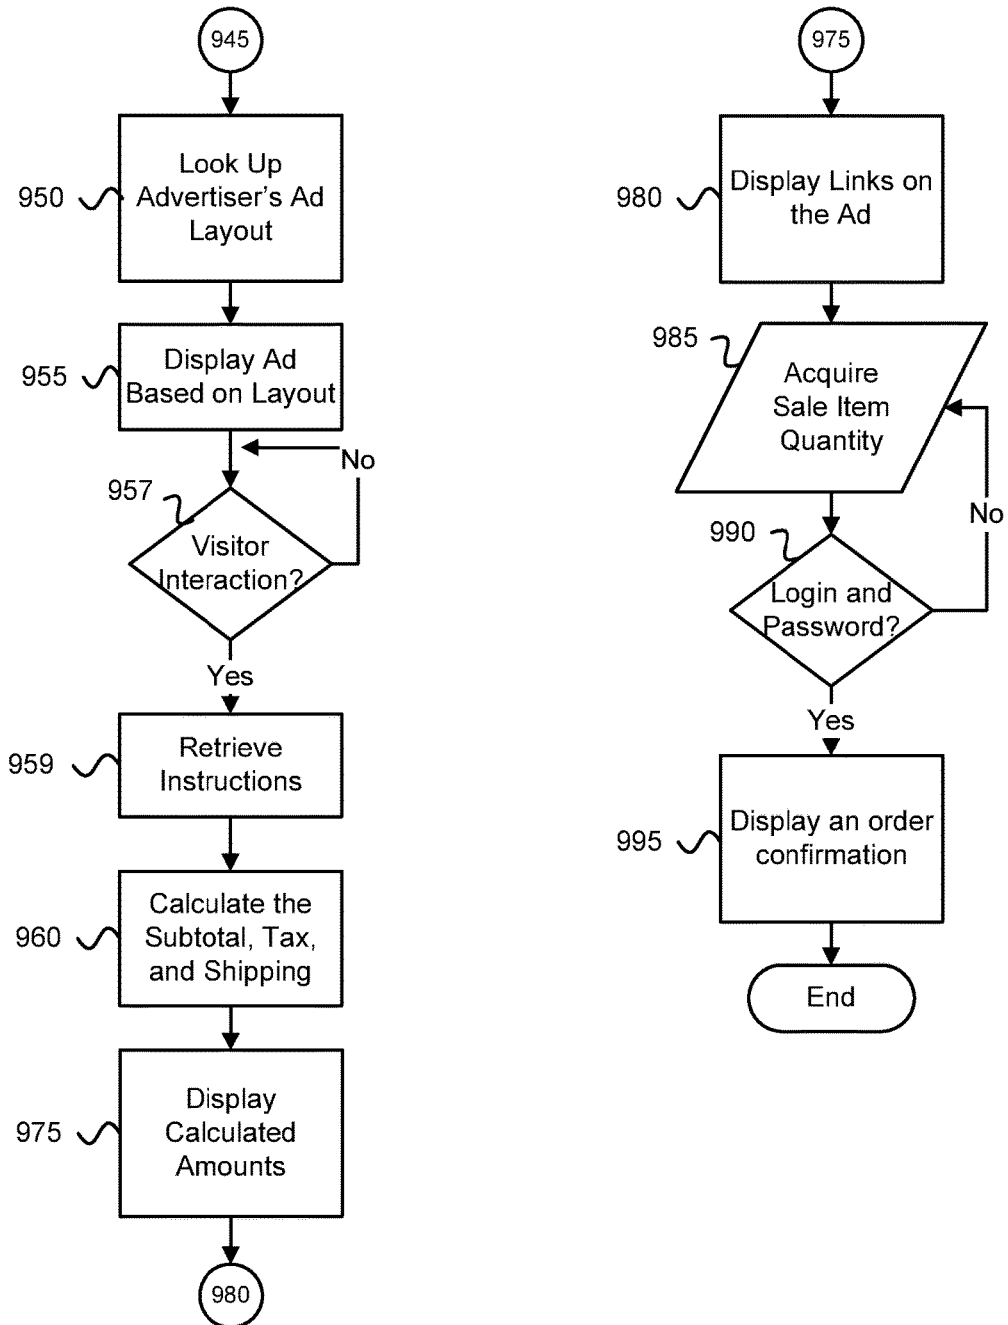 945
950
Look Up
Advertiser's Ad
Layout
955
Display Ad
Based on Layout
No
957
Visitor
Interaction?
Yes
959
Retrieve
Instructions
960
Calculate the
Subtotal, Tax,
and Shipping
975
Display
Calculated
Amounts
980
975
980
Display Links on
the Ad
985
Acquire
Sale Item
Quantity
No
990
Login and
Password?
Yes
995
Display an order
confirmation
End